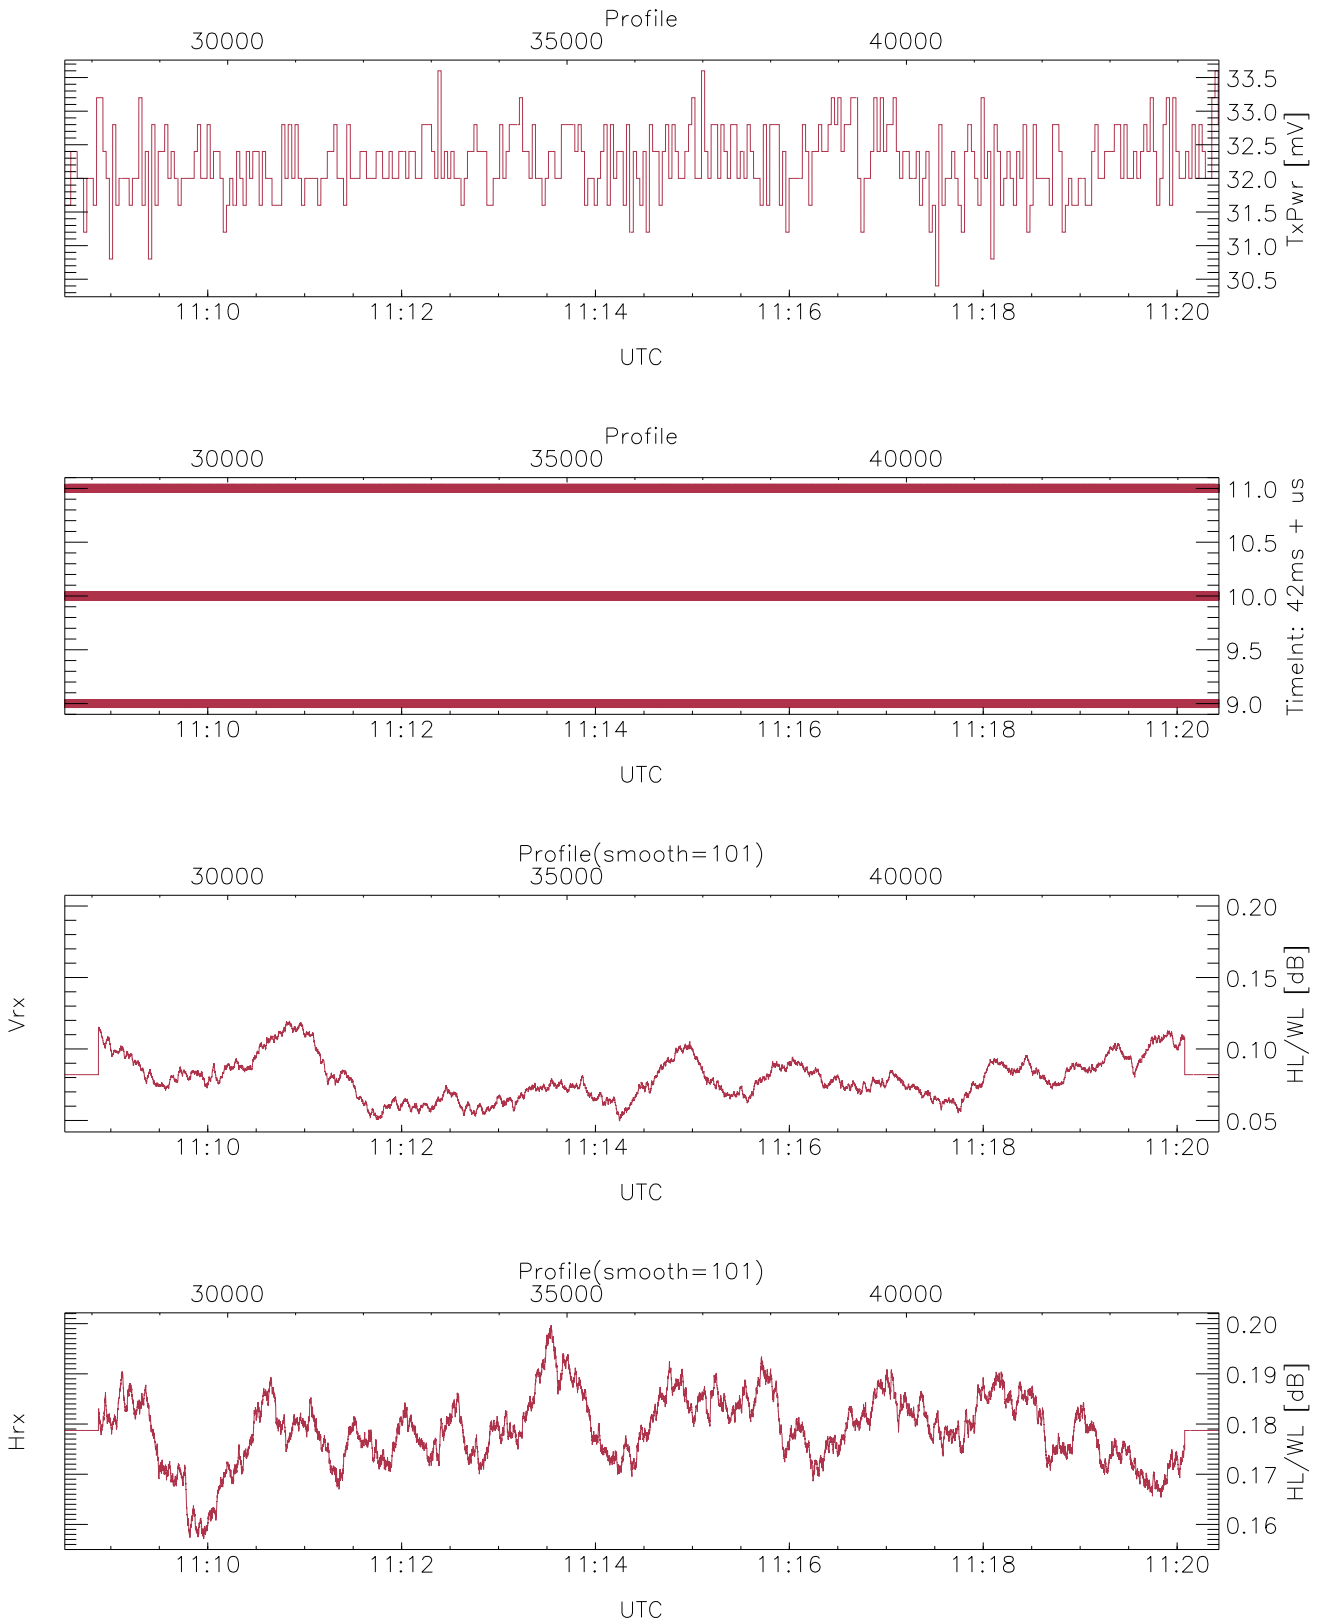 Profile
30000 35000 40000
33.5
33.0
32.5
32.0
31.5
31.0
30.5
TxPwr [mV]
11:10 11:12 11:14 11:16 11:18 11:20
UTC
Profile
30000 35000 40000
11.0
10.5
10.0
9.5
9.0
TimeInt: 42ms + us
11:10 11:12 11:14 11:16 11:18 11:20
UTC
Profile(smooth=101)
30000 35000 40000
Vrx
0.20
0.15
0.10
0.05
HL/WL [dB]
11:10 11:12 11:14 11:16 11:18 11:20
UTC
Profile(smooth=101)
30000 35000 40000
Hrx
0.20
0.19
0.18
0.17
0.16
HL/WL [dB]
11:10 11:12 11:14 11:16 11:18 11:20
UTC